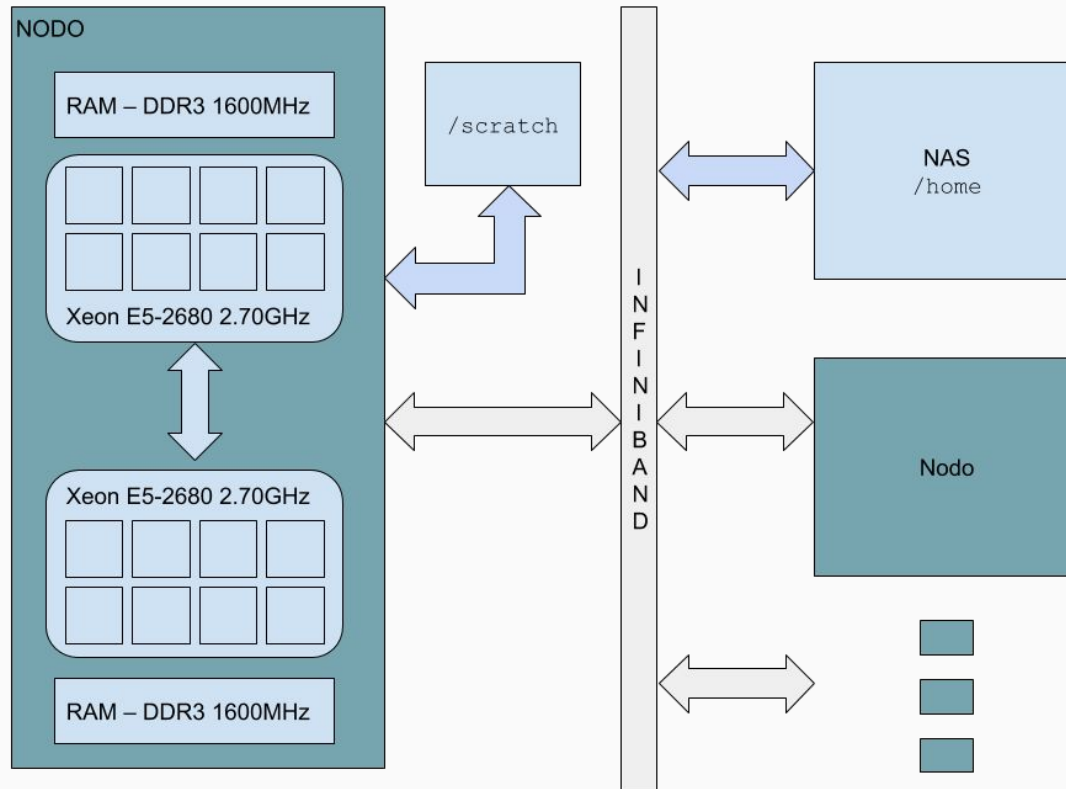 NODO
RAM – DDR3 1600MHz
Xeon E5-2680 2.70GHz
Xeon E5-2680 2.70GHz
RAM – DDR3 1600MHz
/scratch
INFINIBAND
NAS
/home
Nodo